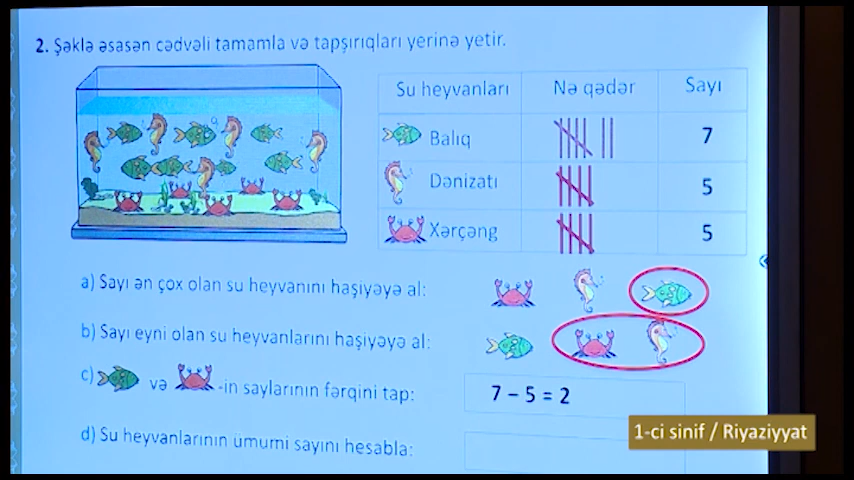 2. Şəklə əsasən cədvəli tamamla və tapşırıqları yerinə yetir.
Su heyvanları Nə qədər Sayı
Balıq 7
Dənizatı 5
Xərçəng 5
a) Sayı ən çox olan su heyvanını haşiyəyə al:
b) Sayı eyni olan su heyvanlarını haşiyəyə al:
c) və -in saylarının fərqini tap: 7 – 5 = 2
d) Su heyvanlarının ümumi sayını hesabla:
1-ci sinif / Riyaziyyat